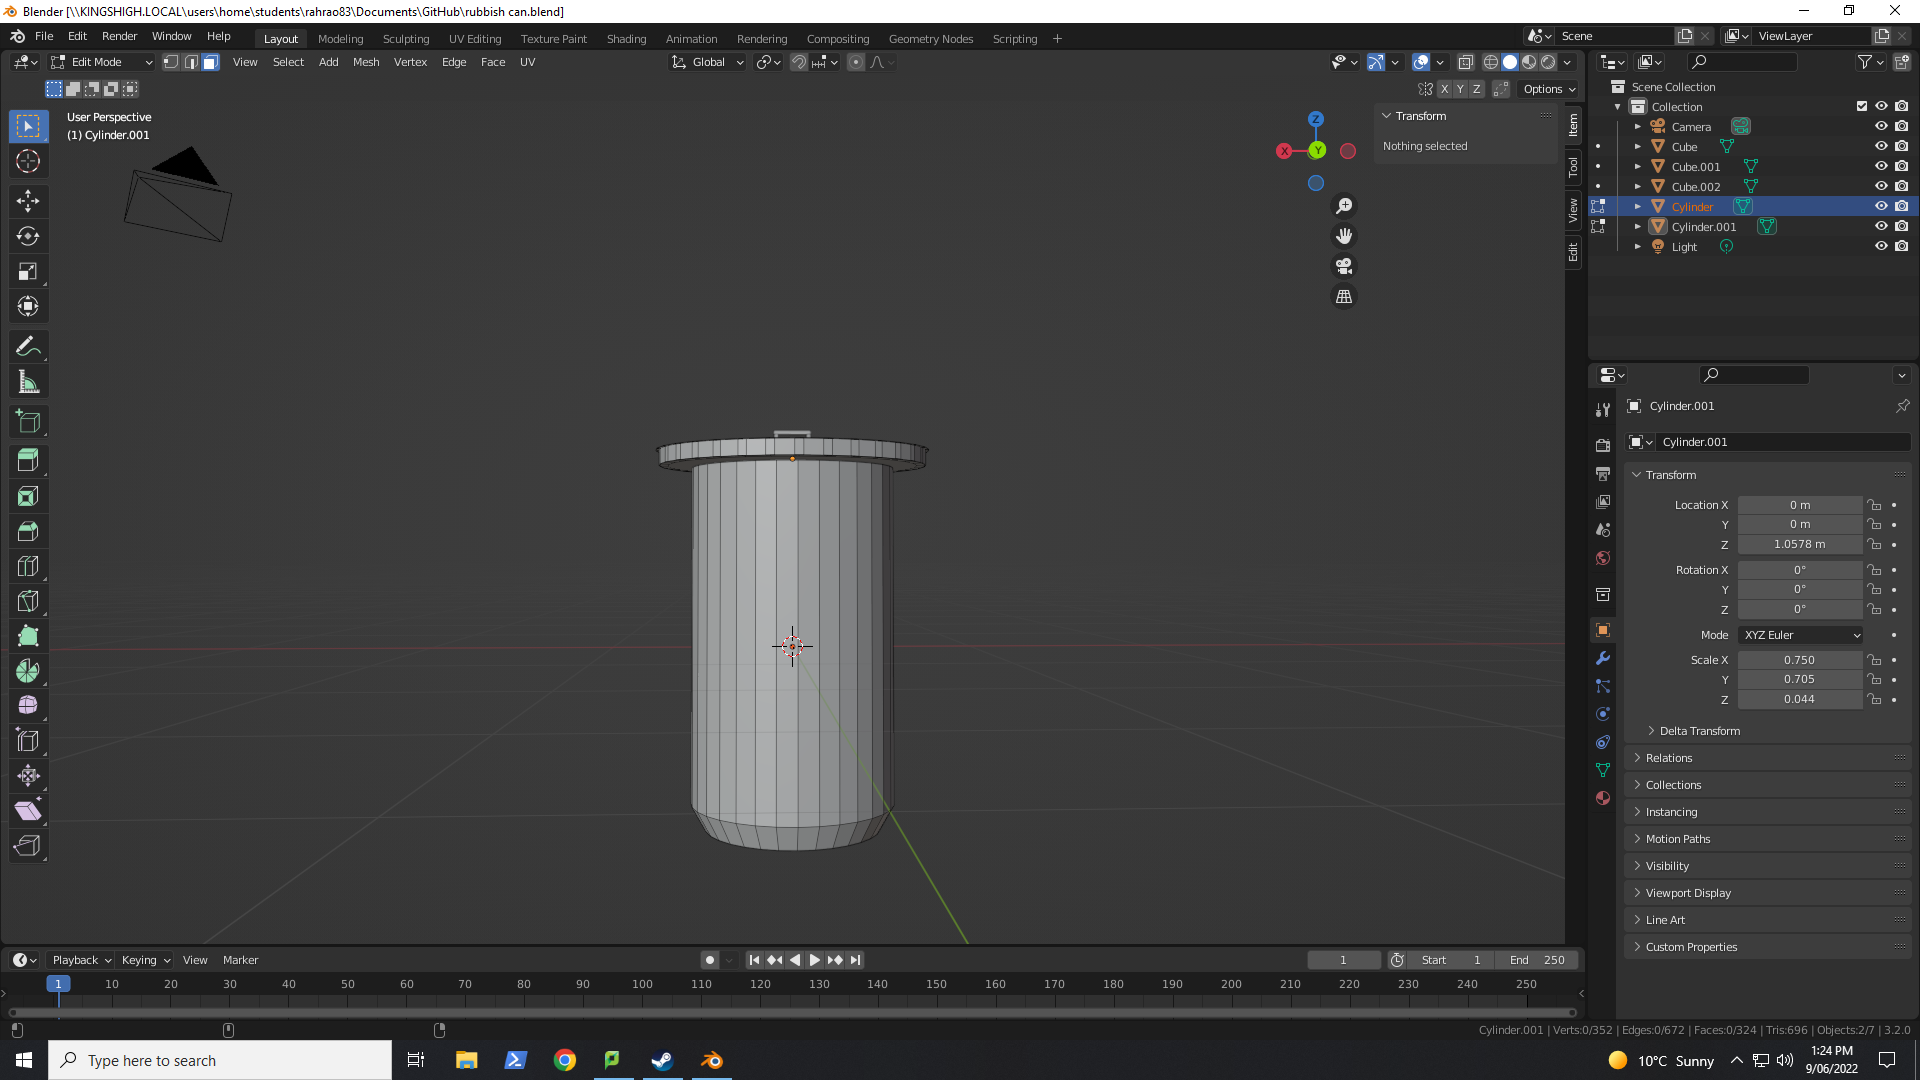 Blender [\\KINGSHIGH.LOCAL\users\home\students\rahrao83\Documents\GitHub\rubbish can.blend]
File Edit Render Window Help
Layout Modeling Sculpting UV Editing Texture Paint Shading Animation Rendering Compositing Geometry Nodes Scripting +
Scene
ViewLayer
Edit Mode
View Select Add Mesh Vertex Edge Face UV
Global
X Y Z
Options
User Perspective
(1) Cylinder.001
Z
X
Y
Transform
Nothing selected
Item
Tool
View
Edit
Scene Collection
Collection
Camera
Cube
Cube.001
Cube.002
Cylinder
Cylinder.001
Light
Cylinder.001
Cylinder.001
Transform
Location X 0 m
Y 0 m
Z 1.0578 m
Rotation X 0°
Y 0°
Z 0°
Mode XYZ Euler
Scale X 0.750
Y 0.705
Z 0.044
Delta Transform
Relations
Collections
Instancing
Motion Paths
Visibility
Viewport Display
Line Art
Custom Properties
Playback Keying View Marker
1
Start 1
End 250
1 10 20 30 40 50 60 70 80 90 100 110 120 130 140 150 160 170 180 190 200 210 220 230 240 250
Cylinder.001 | Verts:0/352 | Edges:0/672 | Faces:0/324 | Tris:696 | Objects:2/7 | 3.2.0
Type here to search
10°C Sunny
1:24 PM
9/06/2022